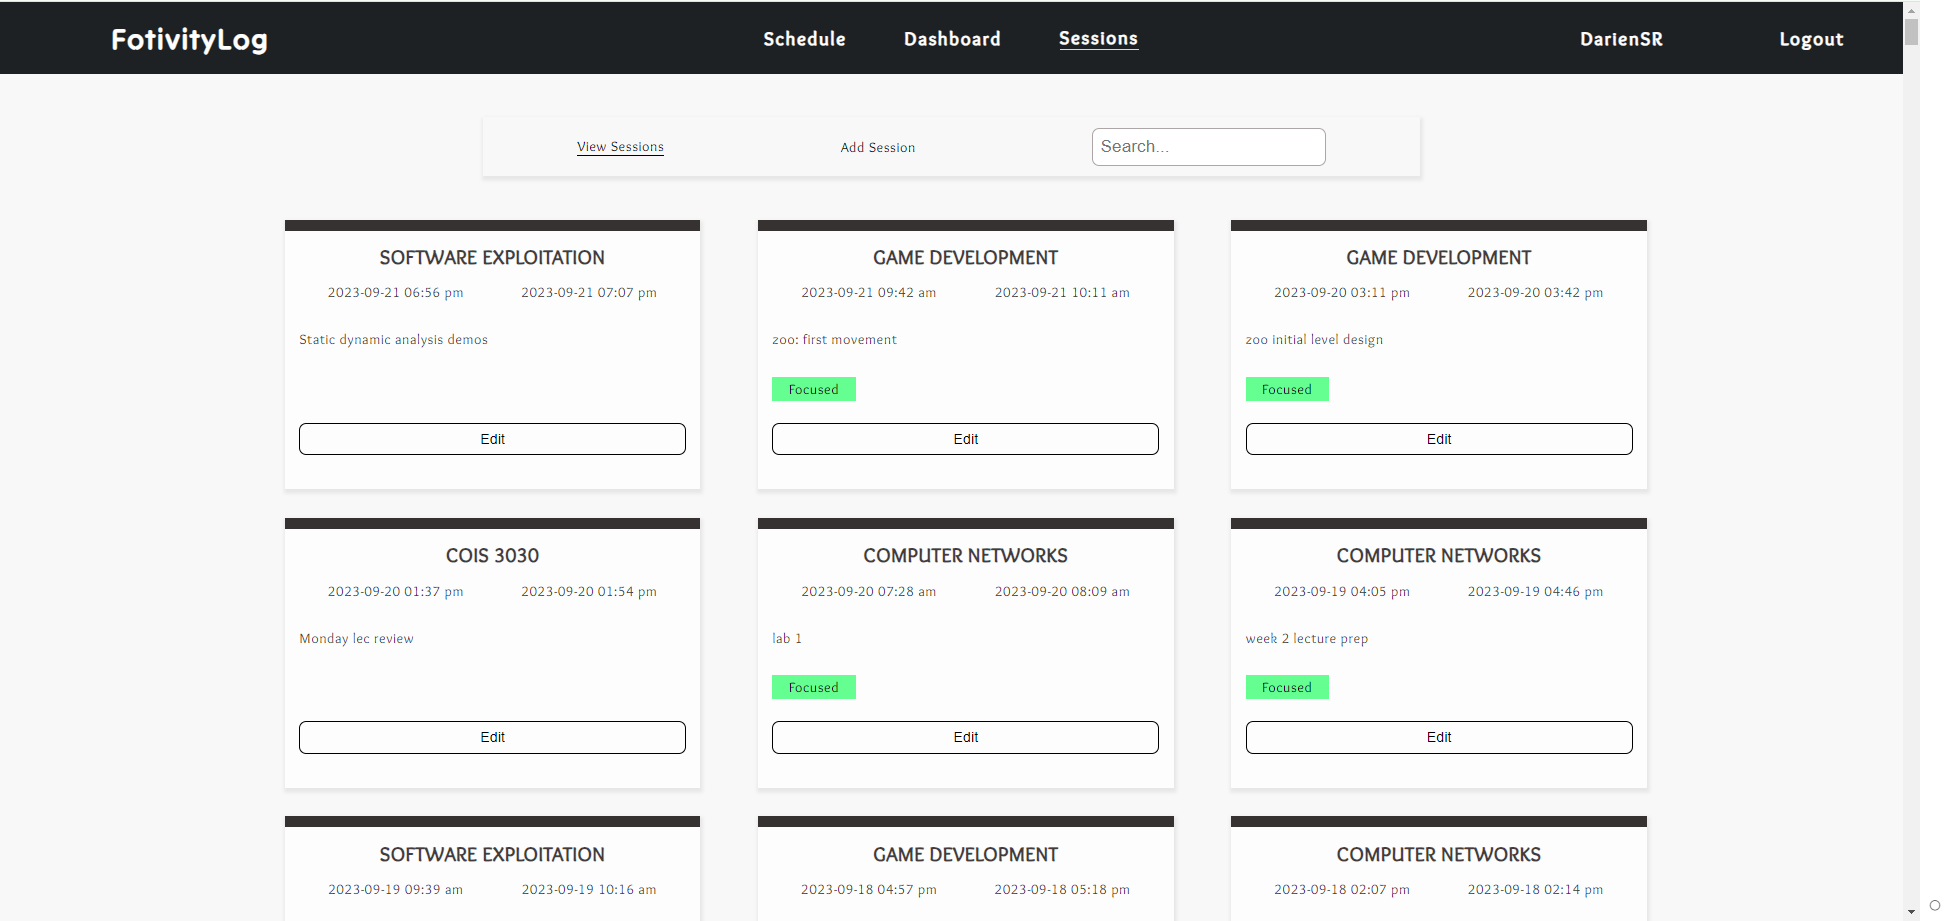 FotivityLog Schedule Dashboard Sessions DarienSR Logout
View Sessions Add Session Search...
SOFTWARE EXPLOITATION
2023-09-21 06:56 pm 2023-09-21 07:07 pm
Static dynamic analysis demos
Edit
GAME DEVELOPMENT
2023-09-21 09:42 am 2023-09-21 10:11 am
zoo: first movement
Focused
Edit
GAME DEVELOPMENT
2023-09-20 03:11 pm 2023-09-20 03:42 pm
zoo initial level design
Focused
Edit
COIS 3030
2023-09-20 01:37 pm 2023-09-20 01:54 pm
Monday lec review
Edit
COMPUTER NETWORKS
2023-09-20 07:28 am 2023-09-20 08:09 am
lab 1
Focused
Edit
COMPUTER NETWORKS
2023-09-19 04:05 pm 2023-09-19 04:46 pm
week 2 lecture prep
Focused
Edit
SOFTWARE EXPLOITATION
2023-09-19 09:39 am 2023-09-19 10:16 am
GAME DEVELOPMENT
2023-09-18 04:57 pm 2023-09-18 05:18 pm
COMPUTER NETWORKS
2023-09-18 02:07 pm 2023-09-18 02:14 pm